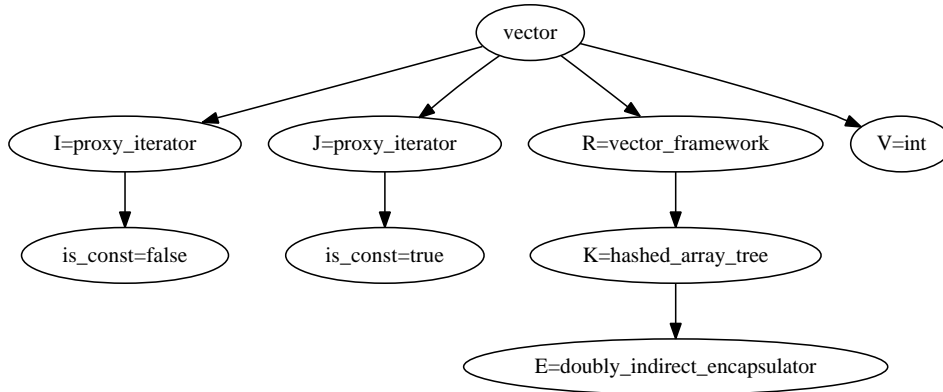 vector
I=proxy_iterator
J=proxy_iterator
R=vector_framework
V=int
is_const=false
is_const=true
K=hashed_array_tree
E=doubly_indirect_encapsulator